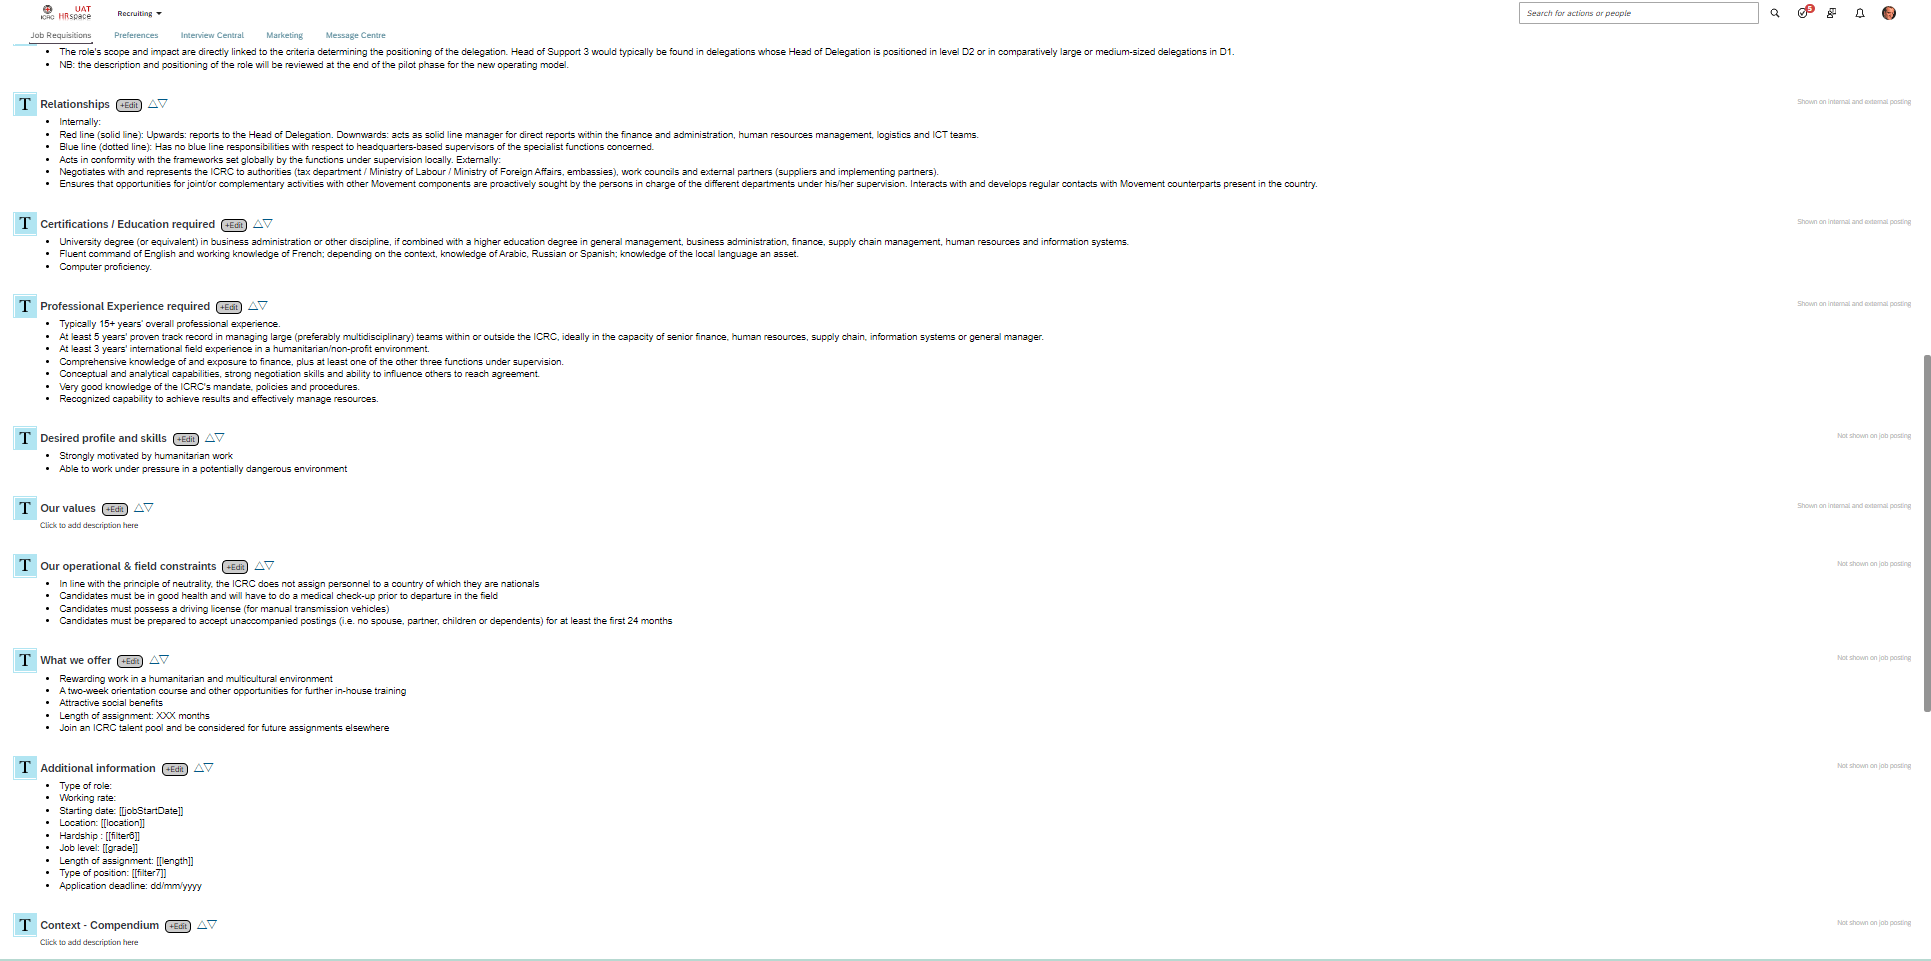 UAT
ICRC HRspace
Recruiting
Search for actions or people
5
Job Requisitions Preferences Interview Central Marketing Message Centre
The role's scope and impact are directly linked to the criteria determining the positioning of the delegation. Head of Support 3 would typically be found in delegations whose Head of Delegation is positioned in level D2 or in comparatively large or medium-sized delegations in D1.
NB: the description and positioning of the role will be reviewed at the end of the pilot phase for the new operating model.
T Relationships +Edit Shown on internal and external posting
Internally:
Red line (solid line): Upwards: reports to the Head of Delegation. Downwards: acts as solid line manager for direct reports within the finance and administration, human resources management, logistics and ICT teams.
Blue line (dotted line): Has no blue line responsibilities with respect to headquarters-based supervisors of the specialist functions concerned.
Acts in conformity with the frameworks set globally by the functions under supervision locally. Externally:
Negotiates with and represents the ICRC to authorities (tax department / Ministry of Labour / Ministry of Foreign Affairs, embassies), work councils and external partners (suppliers and implementing partners).
Ensures that opportunities for joint/or complementary activities with other Movement components are proactively sought by the persons in charge of the different departments under his/her supervision. Interacts with and develops regular contacts with Movement counterparts present in the country.
T Certifications / Education required +Edit Shown on internal and external posting
University degree (or equivalent) in business administration or other discipline, if combined with a higher education degree in general management, business administration, finance, supply chain management, human resources and information systems.
Fluent command of English and working knowledge of French; depending on the context, knowledge of Arabic, Russian or Spanish; knowledge of the local language an asset.
Computer proficiency.
T Professional Experience required +Edit Shown on internal and external posting
Typically 15+ years' overall professional experience.
At least 5 years' proven track record in managing large (preferably multidisciplinary) teams within or outside the ICRC, ideally in the capacity of senior finance, human resources, supply chain, information systems or general manager.
At least 3 years' international field experience in a humanitarian/non-profit environment.
Comprehensive knowledge of and exposure to finance, plus at least one of the other three functions under supervision.
Conceptual and analytical capabilities, strong negotiation skills and ability to influence others to reach agreement.
Very good knowledge of the ICRC's mandate, policies and procedures.
Recognized capability to achieve results and effectively manage resources.
T Desired profile and skills +Edit Not shown on job posting
Strongly motivated by humanitarian work
Able to work under pressure in a potentially dangerous environment
T Our values +Edit Shown on internal and external posting
Click to add description here
T Our operational & field constraints +Edit Not shown on job posting
In line with the principle of neutrality, the ICRC does not assign personnel to a country of which they are nationals
Candidates must be in good health and will have to do a medical check-up prior to departure in the field
Candidates must possess a driving license (for manual transmission vehicles)
Candidates must be prepared to accept unaccompanied postings (i.e. no spouse, partner, children or dependents) for at least the first 24 months
T What we offer +Edit Not shown on job posting
Rewarding work in a humanitarian and multicultural environment
A two-week orientation course and other opportunities for further in-house training
Attractive social benefits
Length of assignment: XXX months
Join an ICRC talent pool and be considered for future assignments elsewhere
T Additional information +Edit Not shown on job posting
Type of role:
Working rate:
Starting date: [[jobStartDate]]
Location: [[location]]
Hardship : [[filter6]]
Job level: [[grade]]
Length of assignment: [[length]]
Type of position: [[filter7]]
Application deadline: dd/mm/yyyy
T Context - Compendium +Edit Not shown on job posting
Click to add description here